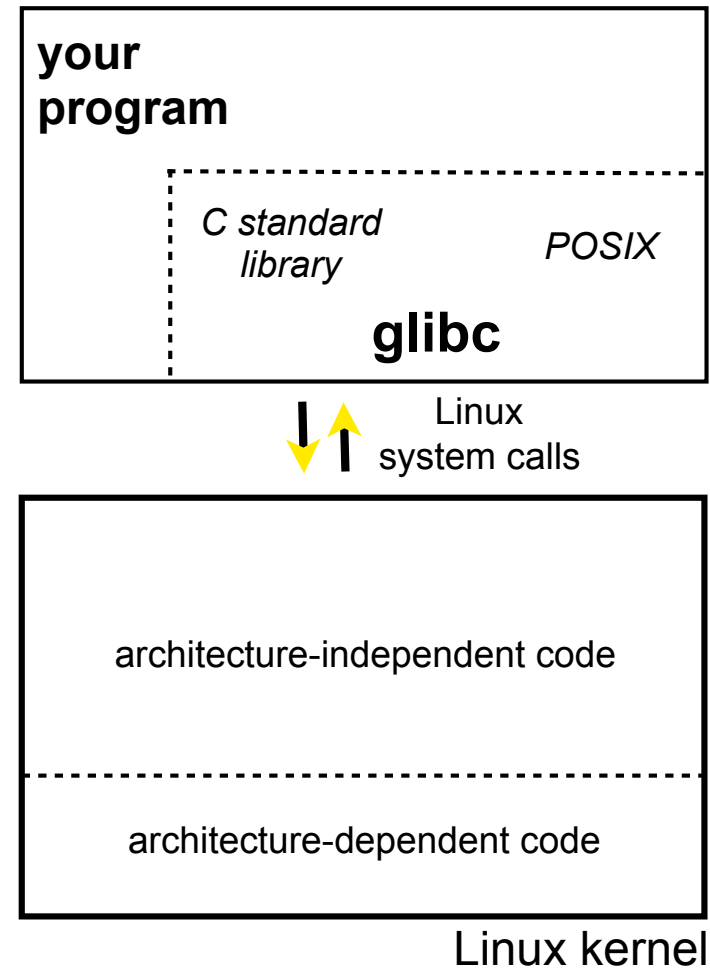 your
program
C standard
library
POSIX
glibc
Linux
system calls
architecture-independent code
architecture-dependent code
Linux kernel